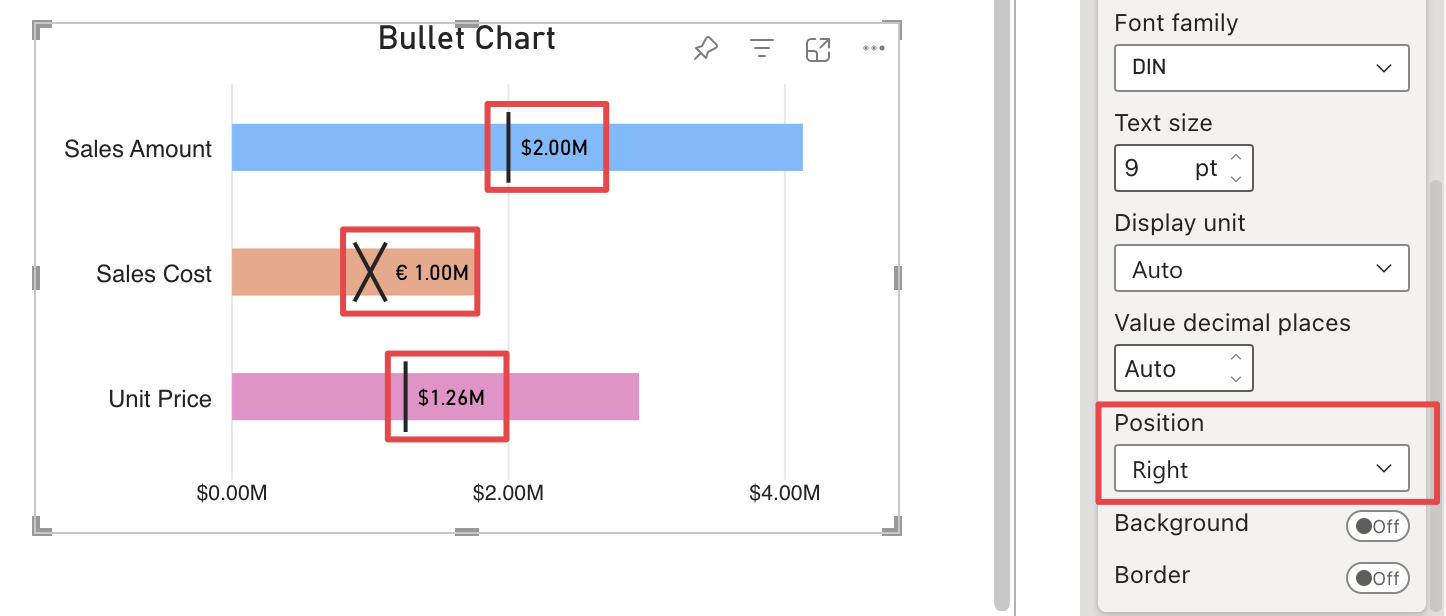 Bullet Chart
Sales Amount
$2.00M
Sales Cost
€ 1.00M
Unit Price
$1.26M
$0.00M
$2.00M
$4.00M
Font family
DIN
Text size
9 pt
Display unit
Auto
Value decimal places
Auto
Position
Right
Background
Off
Border
Off